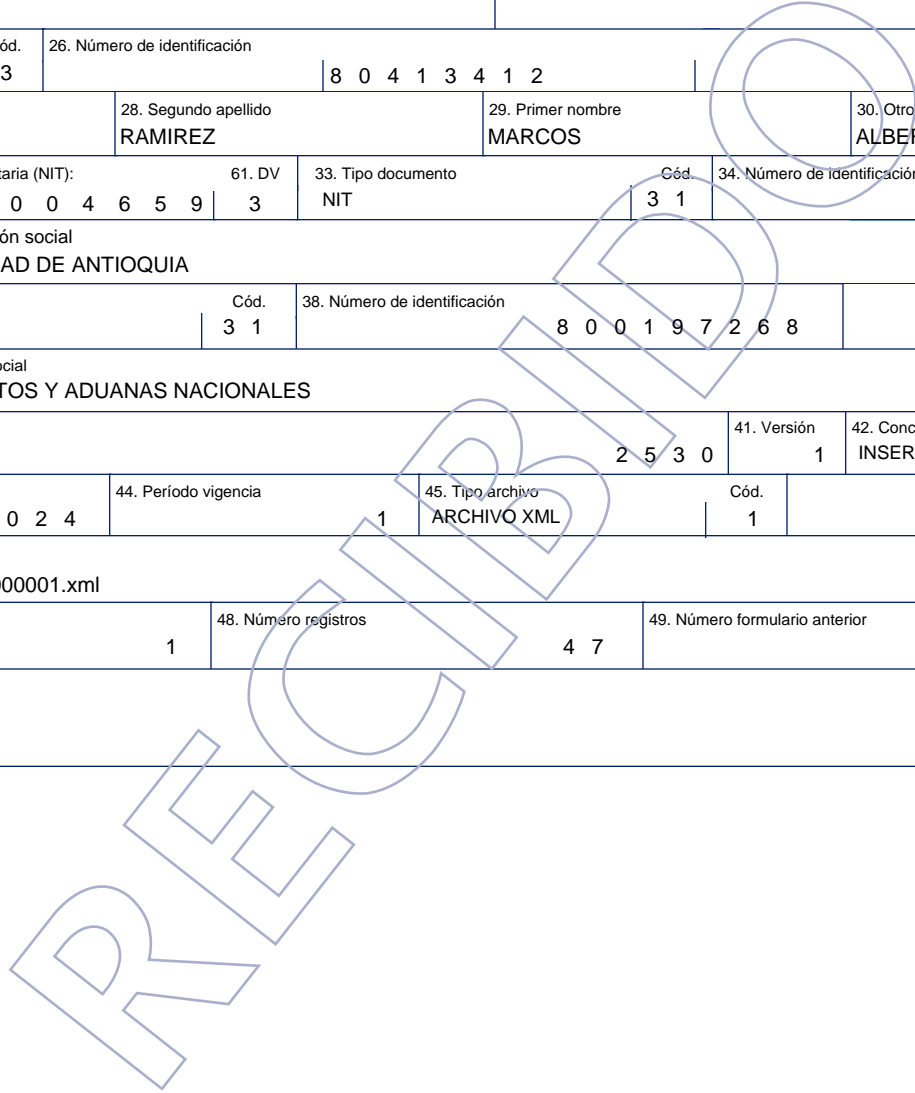 ód. 26. Número de identificación
3 8 0 4 1 3 4 1 2
28. Segundo apellido 29. Primer nombre 30. Otro
RAMIREZ MARCOS ALBER
taria (NIT): 61. DV 33. Tipo documento Cód. 34. Número de identificación
0 0 4 6 5 9 3 NIT 3 1
ón social
AD DE ANTIOQUIA
Cód. 38. Número de identificación
3 1 8 0 0 1 9 7 2 6 8
ocial
TOS Y ADUANAS NACIONALES
41. Versión 42. Conc
2 5 3 0 1 INSER
44. Período vigencia 45. Tipo archivo Cód.
0 2 4 1 ARCHIVO XML 1
000001.xml
48. Número registros 49. Número formulario anterior
1 4 7
RECIBIDO